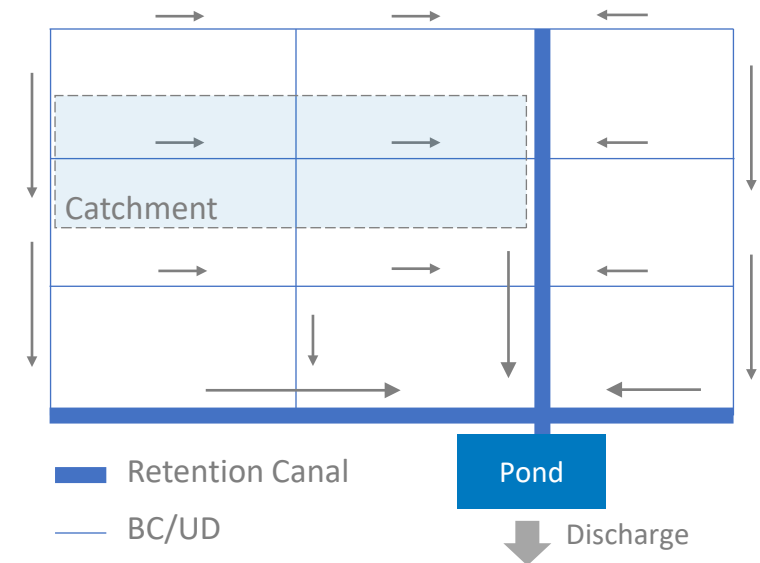 Catchment
Retention Canal
Pond
BC/UD
Discharge